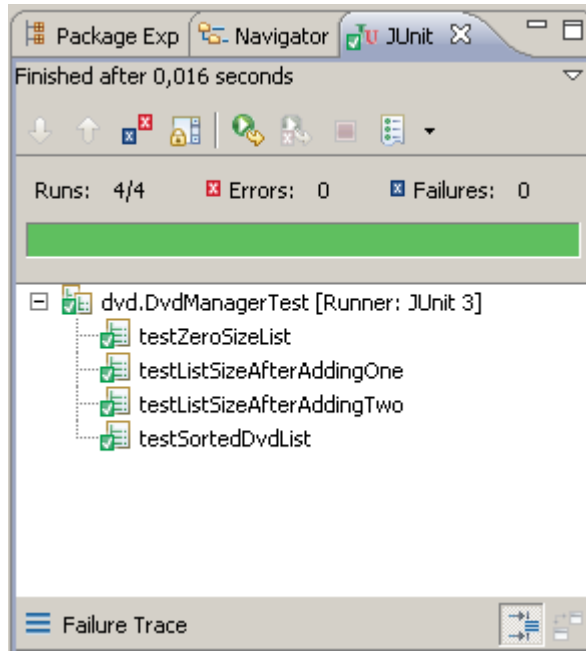 Package Exp Navigator JUnit
Finished after 0,016 seconds
Runs: 4/4 Errors: 0 Failures: 0
dvd.DvdManagerTest [Runner: JUnit 3]
testZeroSizeList
testListSizeAfterAddingOne
testListSizeAfterAddingTwo
testSortedDvdList
Failure Trace